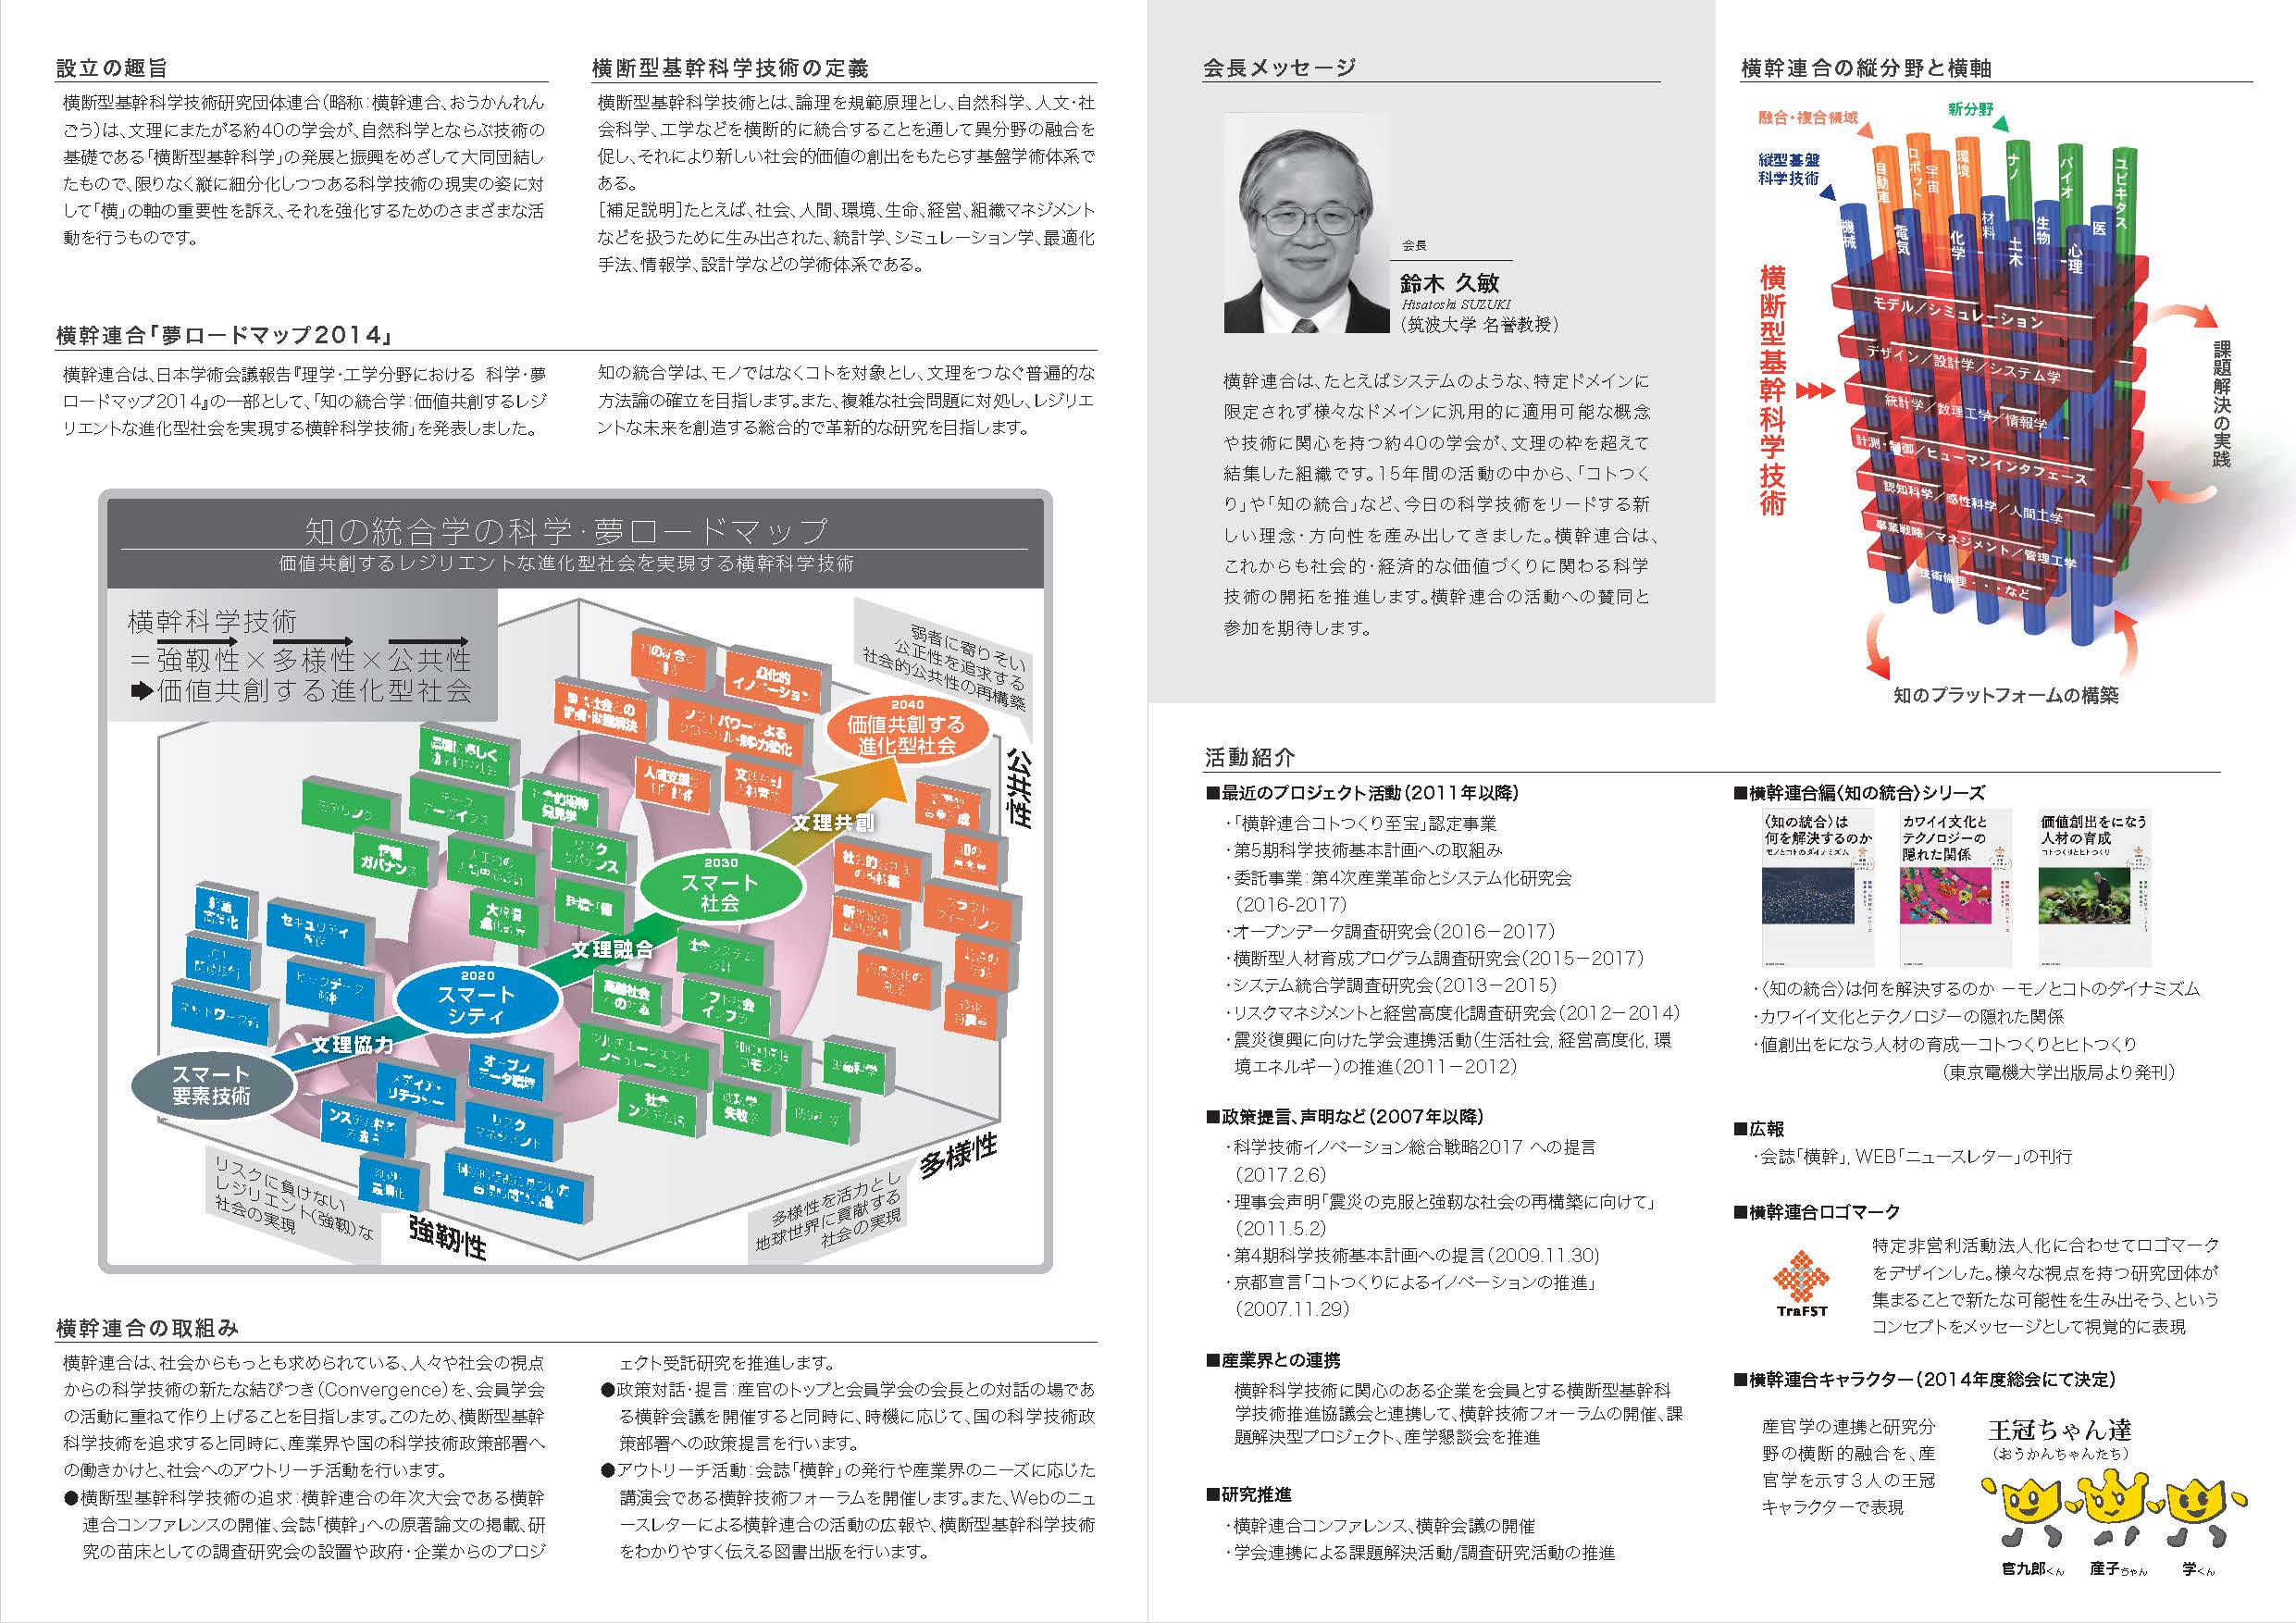 設立の趣旨
横断型基幹科学技術研究団体連合(略称:横幹連合、おうかんれん
ごう)は、文理にまたがる約40の学会が、自然科学とならぶ技術の
基礎である「横断型基幹科学」の発展と振興をめざして大同団結し
たもので、限りなく縦に細分化しつつある科学技術の現実の姿に対
して「横」の軸の重要性を訴え、それを強化するためのさまざまな活
動を行うものです。
横断型基幹科学技術の定義
横断型基幹科学技術とは、論理を規範原理とし、自然科学、人文・社
会科学、工学などを横断的に統合することを通して異分野の融合を
促し、それにより新しい社会的価値の創出をもたらす基盤学術体系で
ある。
[補足説明]たとえば、社会、人間、環境、生命、経営、組織マネジメント
などを扱うために生み出された、統計学、シミュレーション学、最適化
手法、情報学、設計学などの学術体系である。
横幹連合「夢ロードマップ2014」
横幹連合は、日本学術会議報告『理学・工学分野における 科学・夢
ロードマップ2014』の一部として、「知の統合学:価値共創するレジ
リエントな進化型社会を実現する横幹科学技術」を発表しました。
知の統合学は、モノではなくコトを対象とし、文理をつなぐ普遍的な
方法論の確立を目指します。また、複雑な社会問題に対処し、レジリエ
ントな未来を創造する総合的で革新的な研究を目指します。
知の統合学の科学・夢ロードマップ
価値共創するレジリエントな進化型社会を実現する横幹科学技術
横幹科学技術
=強靱性×多様性×公共性
➡価値共創する進化型社会
弱者に寄りそい
公正性を追求する
社会的公共性の再構築
公共性
2040
価値共創する
進化型社会
文理共創
2030
スマート
社会
文理融合
2020
スマート
シティ
文理協力
スマート
要素技術
セキュリティ
ガバナンス
オープン
リスク
マネジメント
リスクに負けない
レジリエント(強靱)な
社会の実現
強靱性
多様性を活力とし
地球世界に貢献する
社会の実現
多様性
横幹連合の取組み
横幹連合は、社会からもっとも求められている、人々や社会の視点
からの科学技術の新たな結びつき(Convergence)を、会員学会
の活動に重ねて作り上げることを目指します。このため、横断型基幹
科学技術を追求すると同時に、産業界や国の科学技術政策部署へ
の働きかけと、社会へのアウトリーチ活動を行います。
●横断型基幹科学技術の追求:横幹連合の年次大会である横幹
連合コンファレンスの開催、会誌「横幹」への原著論文の掲載、研
究の苗床としての調査研究会の設置や政府・企業からのプロジ
ェクト受託研究を推進します。
●政策対話・提言:産官のトップと会員学会の会長との対話の場であ
る横幹会議を開催すると同時に、時機に応じて、国の科学技術政
策部署への政策提言を行います。
●アウトリーチ活動:会誌「横幹」の発行や産業界のニーズに応じた
講演会である横幹技術フォーラムを開催します。また、Webのニュ
ースレターによる横幹連合の活動の広報や、横断型基幹科学技術
をわかりやすく伝える図書出版を行います。
会長メッセージ
会長
鈴木 久敏
Hisatoshi SUZUKI
(筑波大学 名誉教授)
横幹連合は、たとえばシステムのような、特定ドメインに
限定されず様々なドメインに汎用的に適用可能な概念
や技術に関心を持つ約40の学会が、文理の枠を超えて
結集した組織です。15年間の活動の中から、「コトつく
り」や「知の統合」など、今日の科学技術をリードする新
しい理念・方向性を産み出してきました。横幹連合は、
これからも社会的・経済的な価値づくりに関わる科学
技術の開拓を推進します。横幹連合の活動への賛同と
参加を期待します。
横幹連合の縦分野と横軸
融合・複合領域
新分野
縦型基盤
科学技術
自動車
ロボット
宇宙
環境
ナノ
バイオ
ユビキタス
機械
電気
化学
材料
土木
生物
心理
医
横断型基幹科学技術
モデル/シミュレーション
デザイン/設計学/システム学
統計学/数理工学/情報学
計測・制御/ヒューマンインタフェース
認知科学/感性科学/人間工学
事業戦略/マネジメント/管理工学
技術倫理・・・など
課題解決の実践
知のプラットフォームの構築
活動紹介
■最近のプロジェクト活動(2011年以降)
・「横幹連合コトつくり至宝」認定事業
・第5期科学技術基本計画への取組み
・委託事業:第4次産業革命とシステム化研究会
(2016-2017)
・オープンデータ調査研究会(2016−2017)
・横断型人材育成プログラム調査研究会(2015−2017)
・システム統合学調査研究会(2013−2015)
・リスクマネジメントと経営高度化調査研究会(2012−2014)
・震災復興に向けた学会連携活動(生活社会, 経営高度化, 環
境エネルギー)の推進(2011−2012)
■政策提言、声明など(2007年以降)
・科学技術イノベーション総合戦略2017 への提言
(2017.2.6)
・理事会声明「震災の克服と強靱な社会の再構築に向けて」
(2011.5.2)
・第4期科学技術基本計画への提言(2009.11.30)
・京都宣言「コトつくりによるイノベーションの推進」
(2007.11.29)
■産業界との連携
横幹科学技術に関心のある企業を会員とする横断型基幹科
学技術推進協議会と連携して、横幹技術フォーラムの開催、課
題解決型プロジェクト、産学懇談会を推進
■研究推進
・横幹連合コンファレンス、横幹会議の開催
・学会連携による課題解決活動/調査研究活動の推進
■横幹連合編〈知の統合〉シリーズ
〈知の統合〉は
何を解決するのか
モノとコトのダイナミズム
カワイイ文化と
テクノロジーの
隠れた関係
価値創出をになう
人材の育成
コトつくりとヒトつくり
・〈知の統合〉は何を解決するのか −モノとコトのダイナミズム
・カワイイ文化とテクノロジーの隠れた関係
・値創出をになう人材の育成−コトつくりとヒトつくり
(東京電機大学出版局より発刊)
■広報
・会誌「横幹」, WEB「ニュースレター」の刊行
■横幹連合ロゴマーク
TraFST
特定非営利活動法人化に合わせてロゴマーク
をデザインした。様々な視点を持つ研究団体が
集まることで新たな可能性を生み出そう、という
コンセプトをメッセージとして視覚的に表現
■横幹連合キャラクター(2014年度総会にて決定)
産官学の連携と研究分
野の横断的融合を、産
官学を示す3人の王冠
キャラクターで表現
王冠ちゃん達
(おうかんちゃんたち)
官九郎くん 産子ちゃん 学くん